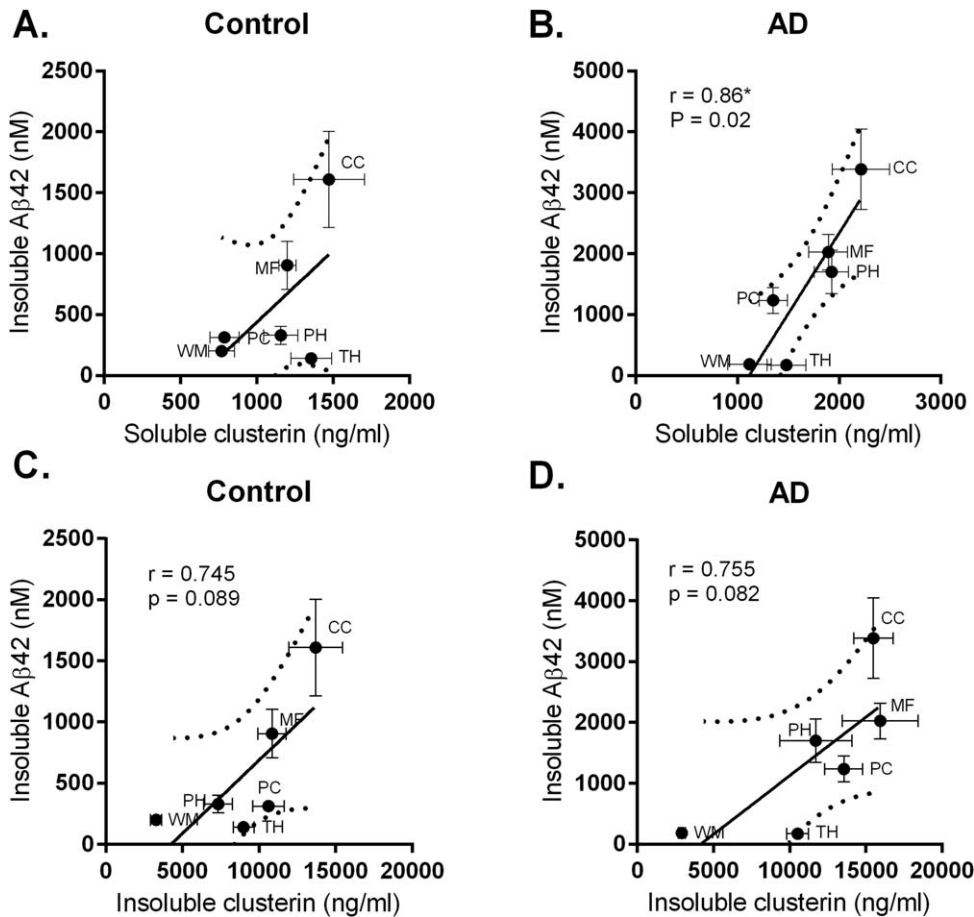 A.
Control
2500
2000
1500
1000
500
0
Insoluble Aβ42 (nM)
CC
MF
PC
PH
WM
TH
0
500
1000
1500
2000
Soluble clusterin (ng/ml)
B.
AD
r = 0.86*
P = 0.02
5000
4000
3000
2000
1000
0
Insoluble Aβ42 (nM)
CC
MF
PH
PC
WM
TH
0
1000
2000
3000
Soluble clusterin (ng/ml)
C.
Control
r = 0.745
p = 0.089
2500
2000
1500
1000
500
0
Insoluble Aβ42 (nM)
CC
MF
PH
PC
WM
TH
0
5000
10000
15000
20000
Insoluble clusterin (ng/ml)
D.
AD
r = 0.755
p = 0.082
5000
4000
3000
2000
1000
0
Insoluble Aβ42 (nM)
CC
MF
PH
PC
WM
TH
0
5000
10000
15000
20000
Insoluble clusterin (ng/ml)